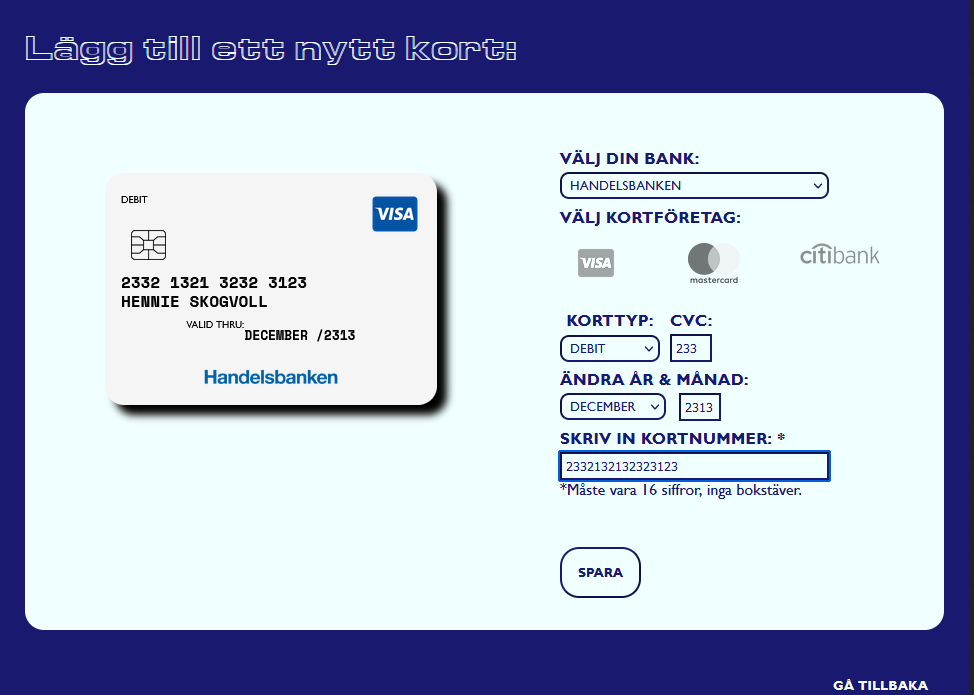 Lägg till ett nytt kort:
DEBIT
VISA
2332 1321 3232 3123
HENNIE SKOGVOLL
VALID THRU:
DECEMBER /2313
Handelsbanken
VÄLJ DIN BANK:
HANDELSBANKEN
VÄLJ KORTFÖRETAG:
VISA
mastercard
citibank
KORTTYP: CVC:
DEBIT 233
ÄNDRA ÅR & MÅNAD:
DECEMBER 2313
SKRIV IN KORTNUMMER: *
2332132132323123
*Måste vara 16 siffror, inga bokstäver.
SPARA
GÅ TILLBAKA